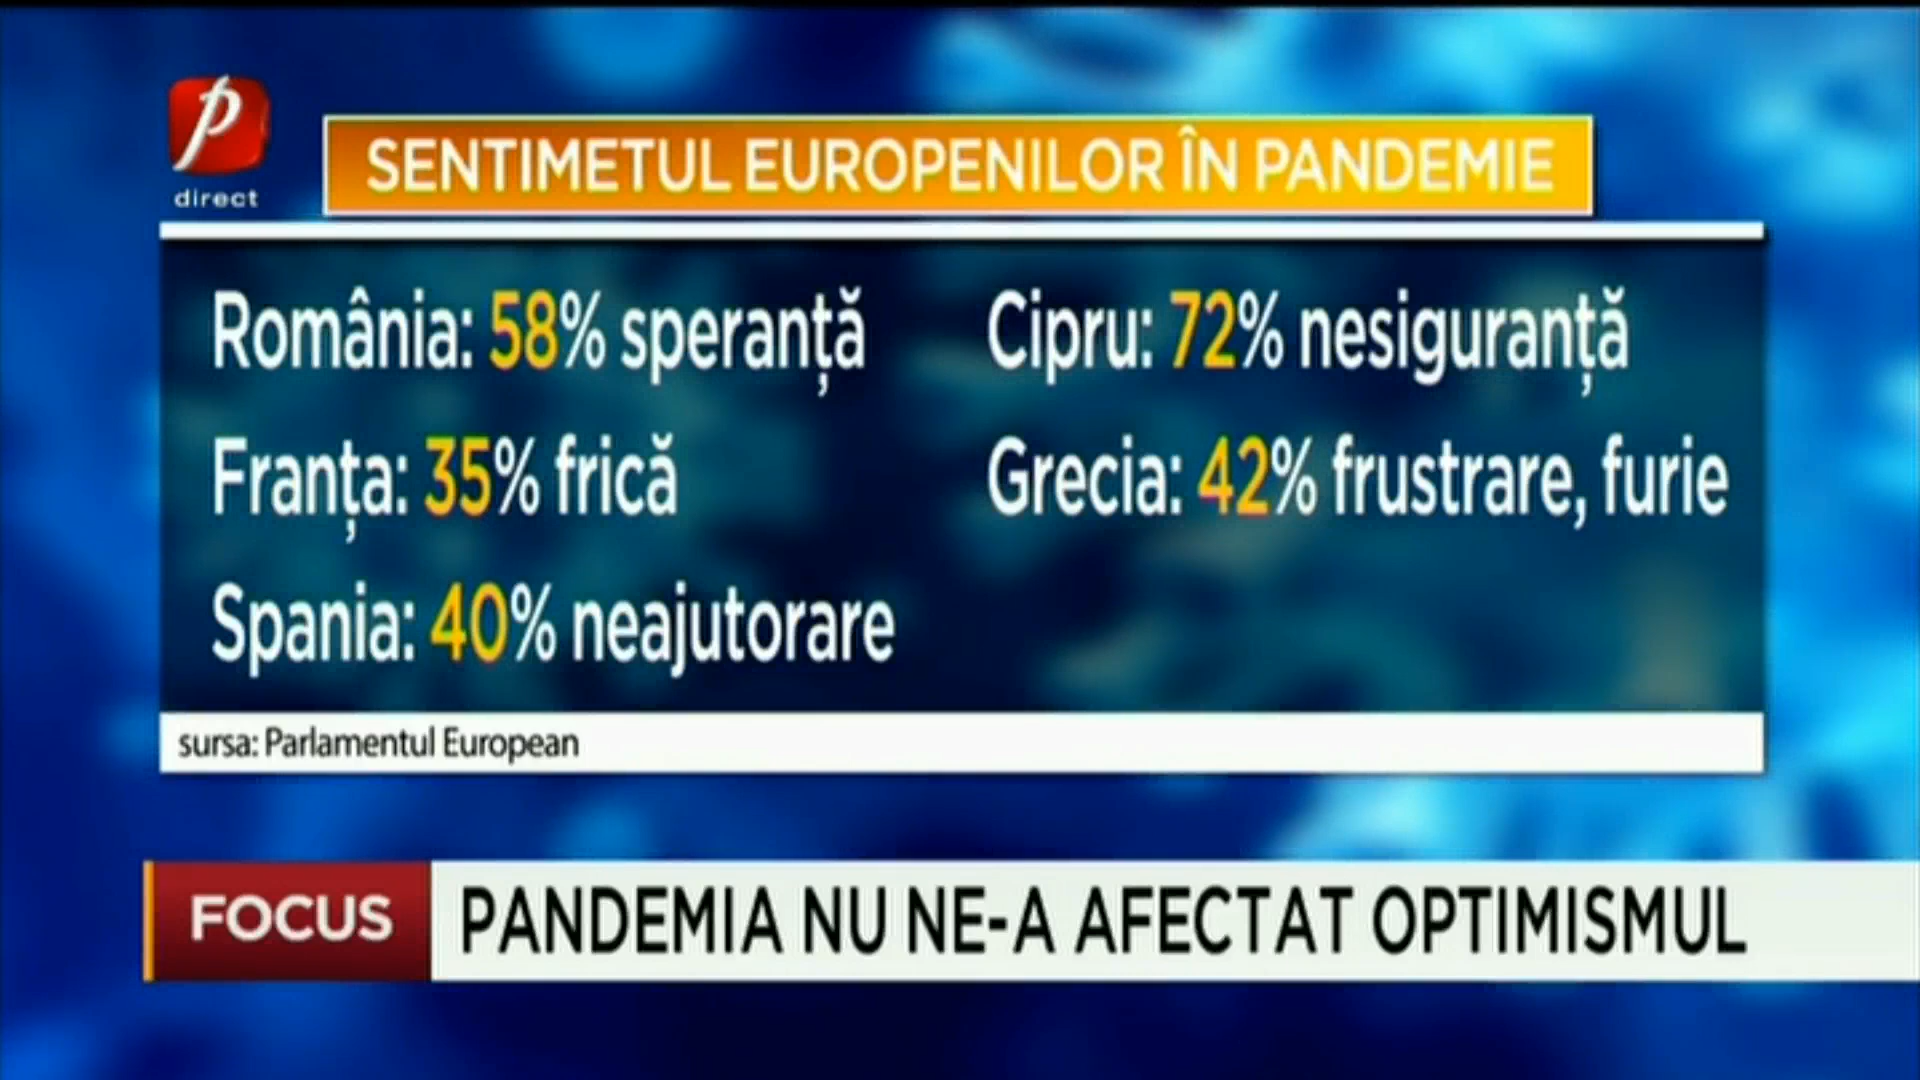 p
direct
SENTIMETUL EUROPENILOR ÎN PANDEMIE
România: 58% speranță
Franța: 35% frică
Spania: 40% neajutorare
Cipru: 72% nesiguranță
Grecia: 42% frustrare, furie
sursa: Parlamentul European
FOCUS
PANDEMIA NU NE-A AFECTAT OPTIMISMUL